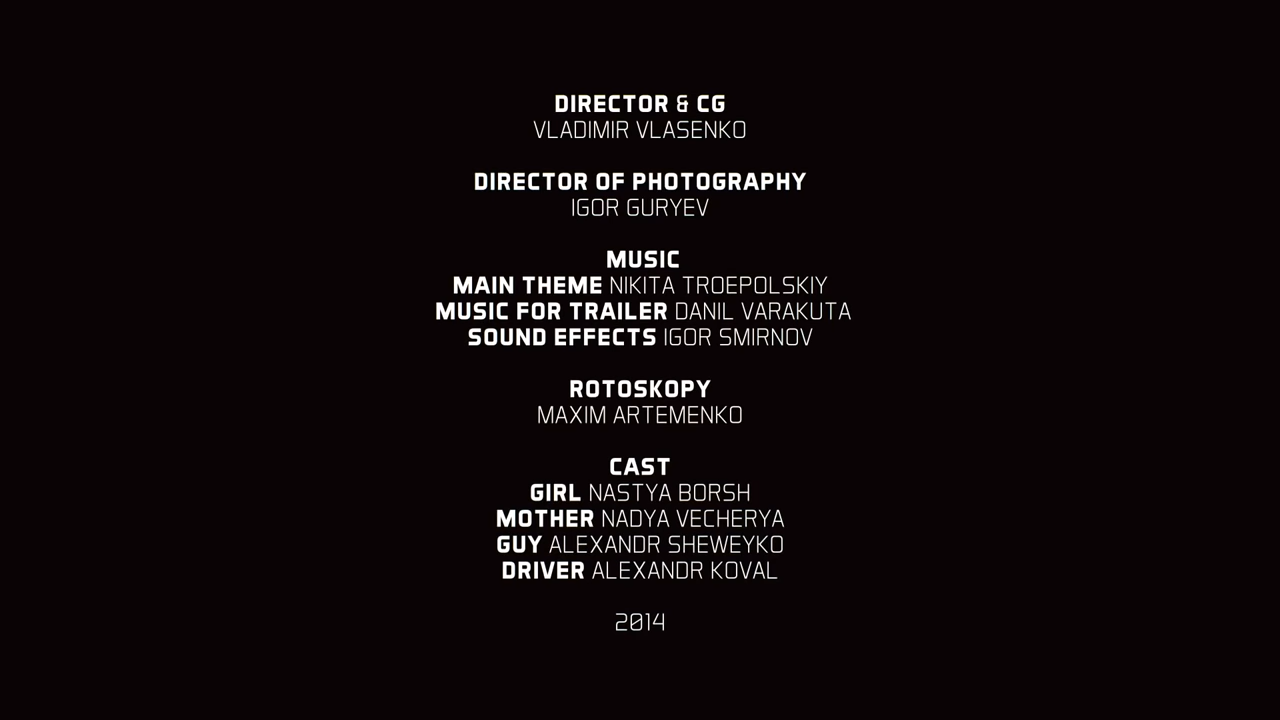 DIRECTOR & CG
VLADIMIR VLASENKO
DIRECTOR OF PHOTOGRAPHY
IGOR GURYEV
MUSIC
MAIN THEME NIKITA TROEPOLSKIY
MUSIC FOR TRAILER DANIL VARAKUTA
SOUND EFFECTS IGOR SMIRNOV
ROTOSKOPY
MAXIM ARTEMENKO
CAST
GIRL NASTYA BORSH
MOTHER NADYA VECHERYA
GUY ALEXANDR SHEWEYKO
DRIVER ALEXANDR KOVAL
2014